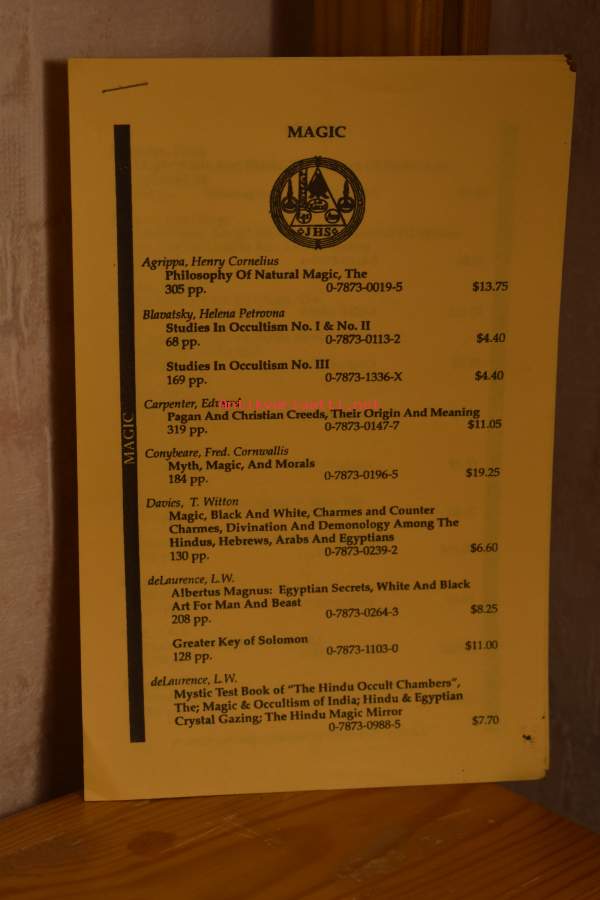 MAGIC
JHS
Agrippa, Henry Cornelius
Philosophy Of Natural Magic, The
305 pp. 0-7873-0019-5 $13.75
Blavatsky, Helena Petrovna
Studies In Occultism No. I & No. II
68 pp. 0-7873-0113-2 $4.40
Studies In Occultism No. III
169 pp. 0-7873-1336-X $4.40
Carpenter, Edward
Pagan And Christian Creeds, Their Origin And Meaning
319 pp. 0-7873-0147-7 $11.05
Conybeare, Fred. Cornwallis
Myth, Magic, And Morals
184 pp. 0-7873-0196-5 $19.25
Davies, T. Witton
Magic, Black And White, Charmes and Counter
Charmes, Divination And Demonology Among The
Hindus, Hebrews, Arabs And Egyptians
130 pp. 0-7873-0239-2 $6.60
deLaurence, L.W.
Albertus Magnus: Egyptian Secrets, White And Black
Art For Man And Beast
208 pp. 0-7873-0264-3 $8.25
Greater Key of Solomon
128 pp. 0-7873-1103-0 $11.00
deLaurence, L.W.
Mystic Test Book of "The Hindu Occult Chambers",
The; Magic & Occultism of India; Hindu & Egyptian
Crystal Gazing; The Hindu Magic Mirror
0-7873-0988-5 $7.70
MAGIC